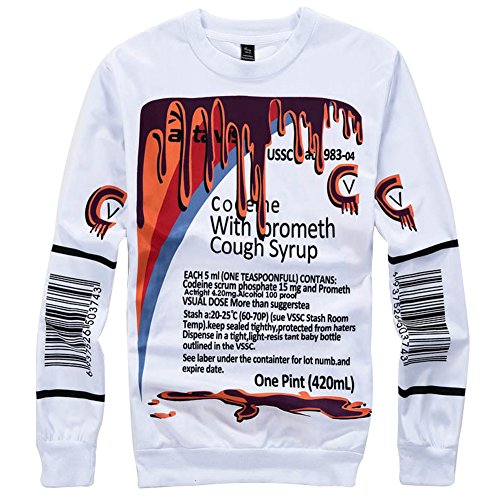 USSC
983-04
Codeine
With prometh
Cough Syrup
EACH 5 ml (ONE TEASPOONFULL) CONTANS:
Codeine scrum phosphate 15 mg and Prometh
Actright 4.20mg.Alcohol 100 proof
VSUAL DOSE More than suggerstea
Stash a:20-25℃ (60-70P) (sue VSSC Stash Room
Temp).keep sealed tighthy,protected from haters
Dispense in a tight,light-resis tant baby bottle
outlined in the VSSC.
See laber under the containter for lot numb.and
expire date.
One Pint (420mL)
C V
C V